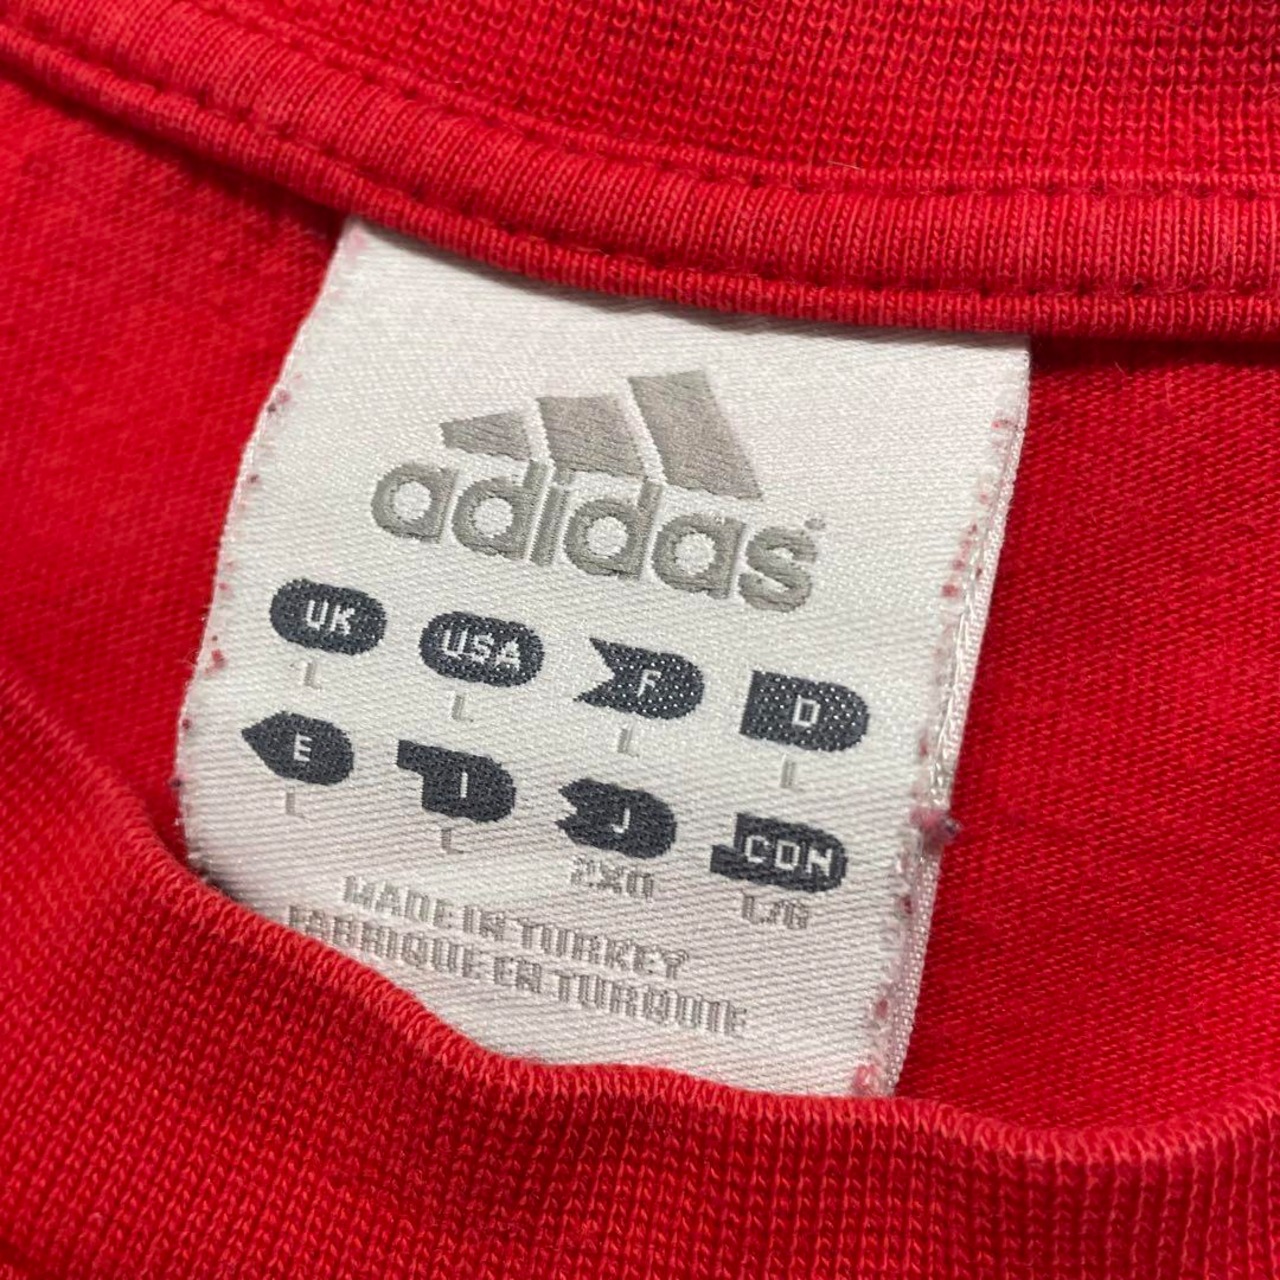 adidas
UK USA F D
L L L L
E I J CDN
L L 2XO L/G
MADE IN TURKEY
FABRIQUE EN TURQUIE